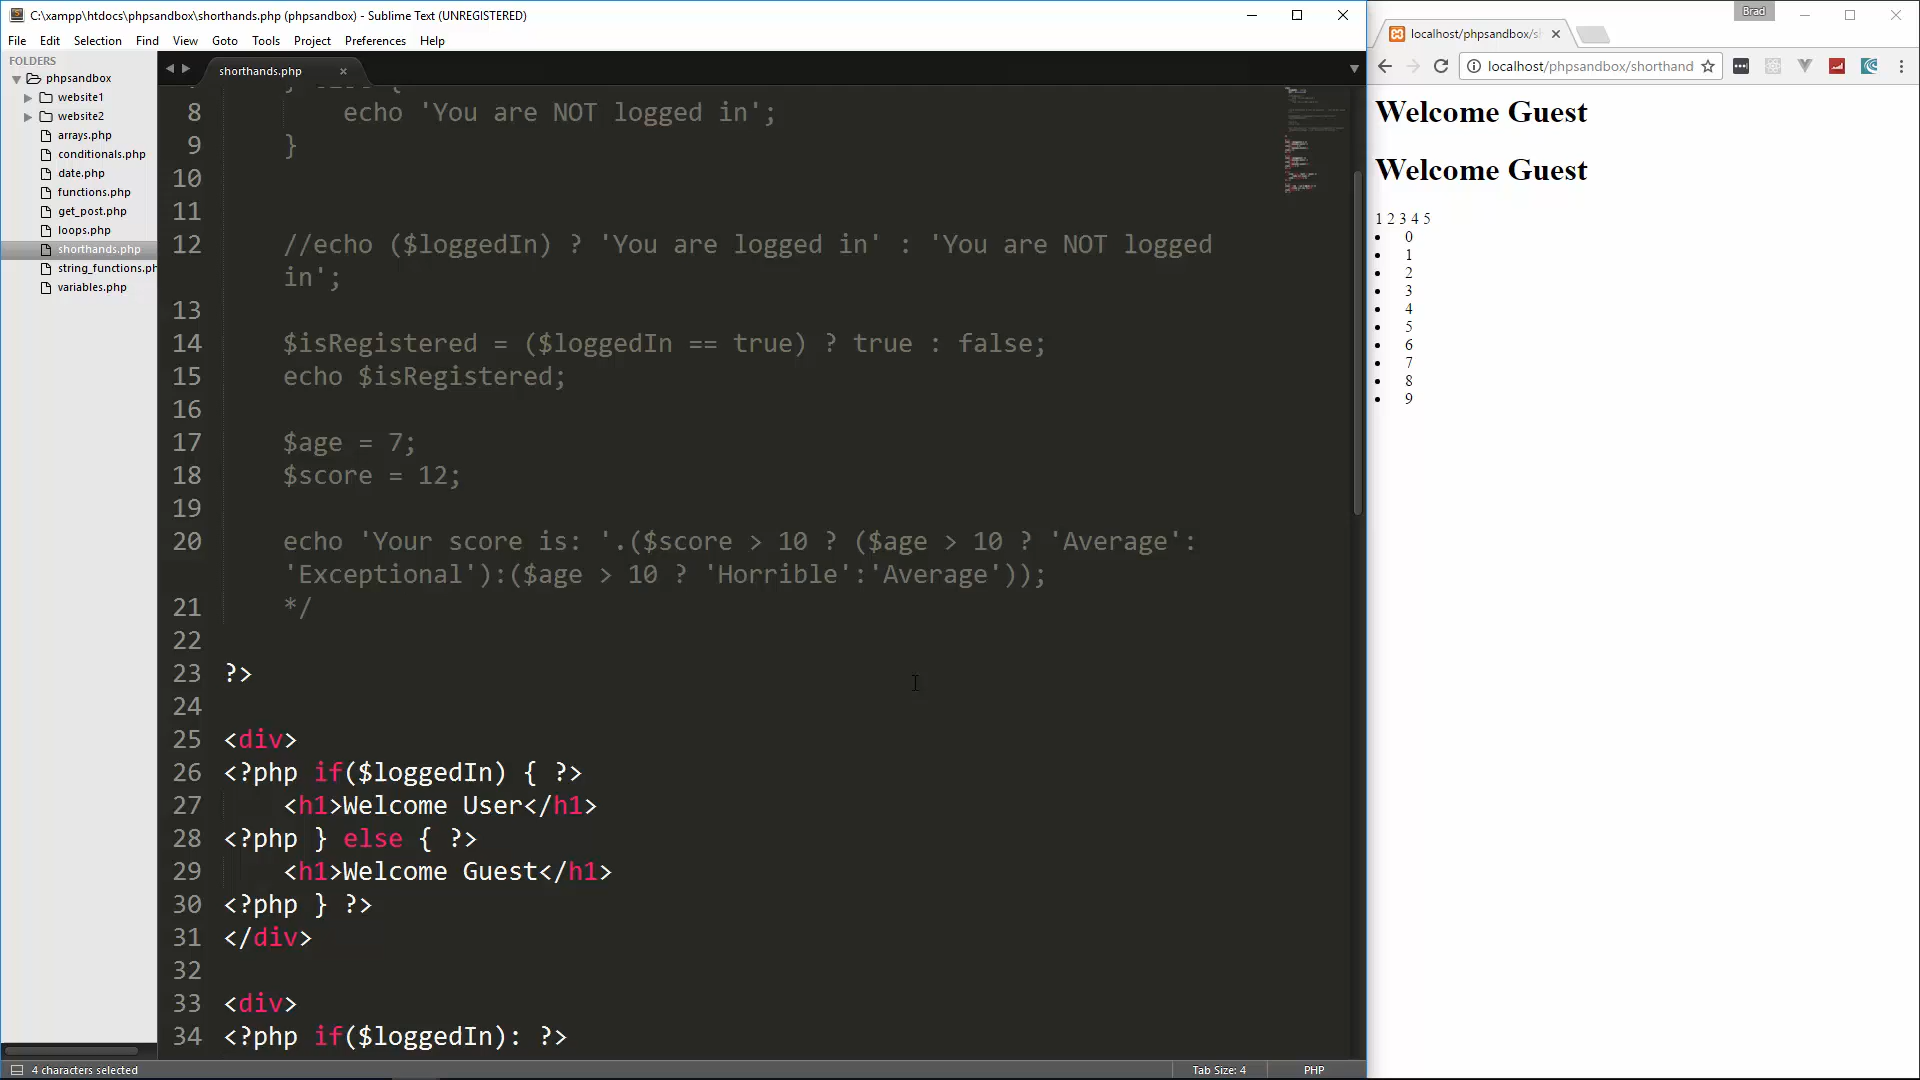 C:\xampp\htdocs\phpsandbox\shorthands.php (phpsandbox) - Sublime Text (UNREGISTERED)
File Edit Selection Find View Goto Tools Project Preferences Help
FOLDERS
phpsandbox
website1
website2
arrays.php
conditionals.php
date.php
functions.php
get_post.php
loops.php
shorthands.php
string_functions.ph
variables.php
shorthands.php
8 echo 'You are NOT logged in';
9 }
10
11
12 //echo ($loggedIn) ? 'You are logged in' : 'You are NOT logged
in';
13
14 $isRegistered = ($loggedIn == true) ? true : false;
15 echo $isRegistered;
16
17 $age = 7;
18 $score = 12;
19
20 echo 'Your score is: '.($score > 10 ? ($age > 10 ? 'Average':
'Exceptional'):($age > 10 ? 'Horrible':'Average'));
21 */
22
23 ?>
24
25 <div>
26 <?php if($loggedIn) { ?>
27 <h1>Welcome User</h1>
28 <?php } else { ?>
29 <h1>Welcome Guest</h1>
30 <?php } ?>
31 </div>
32
33 <div>
34 <?php if($loggedIn): ?>
4 characters selected
Tab Size: 4
PHP
Brad
localhost/phpsandbox/s
localhost/phpsandbox/shorthand
Welcome Guest
Welcome Guest
1 2 3 4 5
• 0
• 1
• 2
• 3
• 4
• 5
• 6
• 7
• 8
• 9